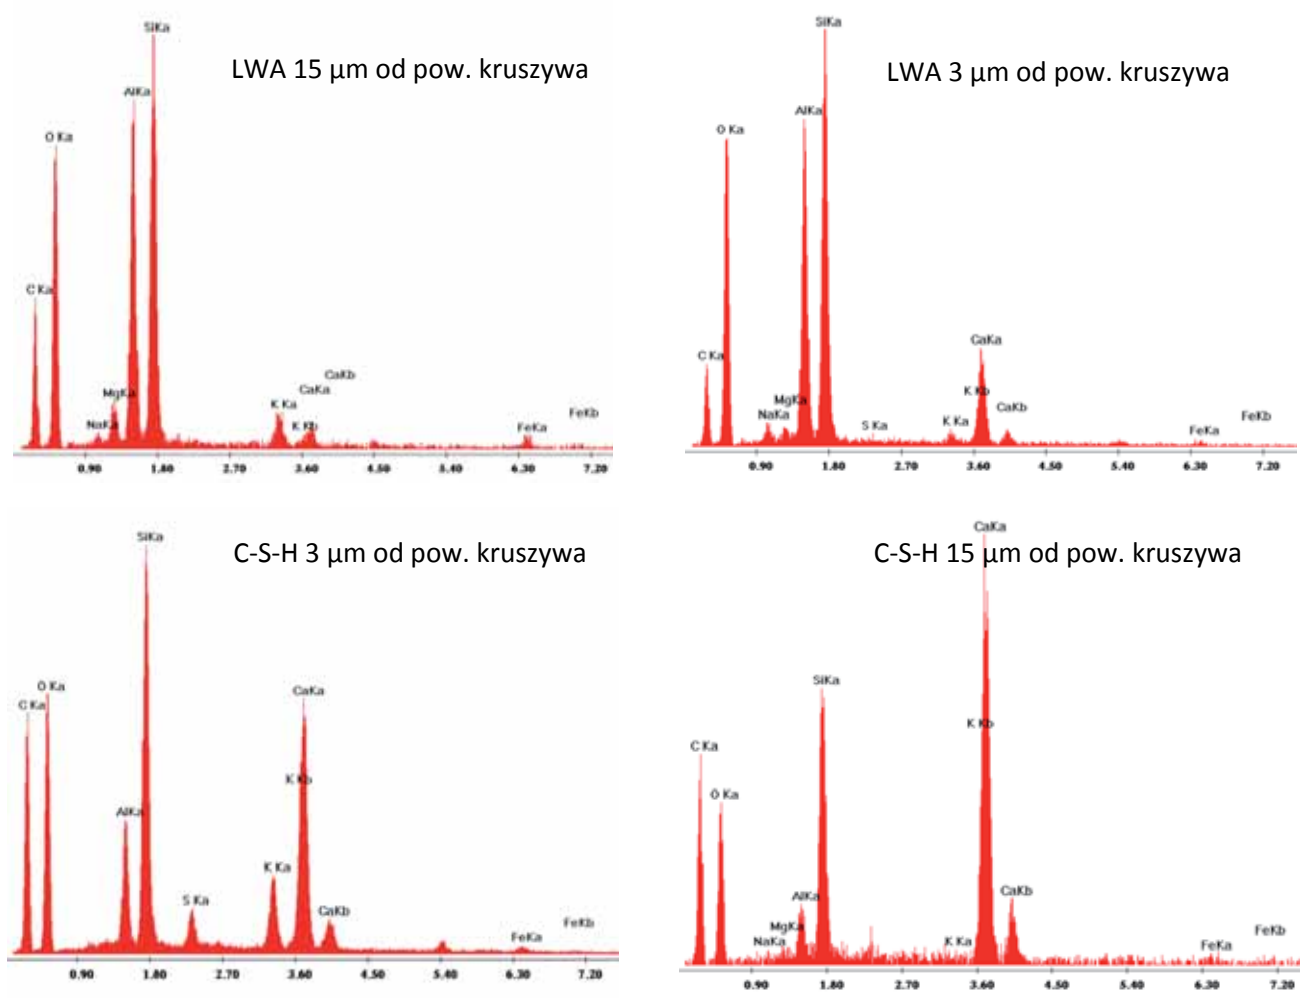 LWA 15 µm od pow. kruszywa
SiKa
AlKa
O Ka
C Ka
MgKa
NaKa
K Ka
K Kb
CaKa
CaKb
FeKa
FeKb
0.90 1.80 2.70 3.60 4.50 5.40 6.30 7.20
LWA 3 µm od pow. kruszywa
SiKa
AlKa
O Ka
C Ka
MgKa
NaKa
S Ka
K Ka
K Kb
CaKa
CaKb
FeKa
FeKb
0.90 1.80 2.70 3.60 4.50 5.40 6.30 7.20
C-S-H 3 µm od pow. kruszywa
SiKa
O Ka
C Ka
AlKa
S Ka
K Ka
K Kb
CaKa
CaKb
FeKa
FeKb
0.90 1.80 2.70 3.60 4.50 5.40 6.30 7.20
C-S-H 15 µm od pow. kruszywa
CaKa
SiKa
K Kb
C Ka
O Ka
AlKa
MgKa
NaKa
K Ka
CaKb
FeKa
FeKb
0.90 1.80 2.70 3.60 4.50 5.40 6.30 7.20